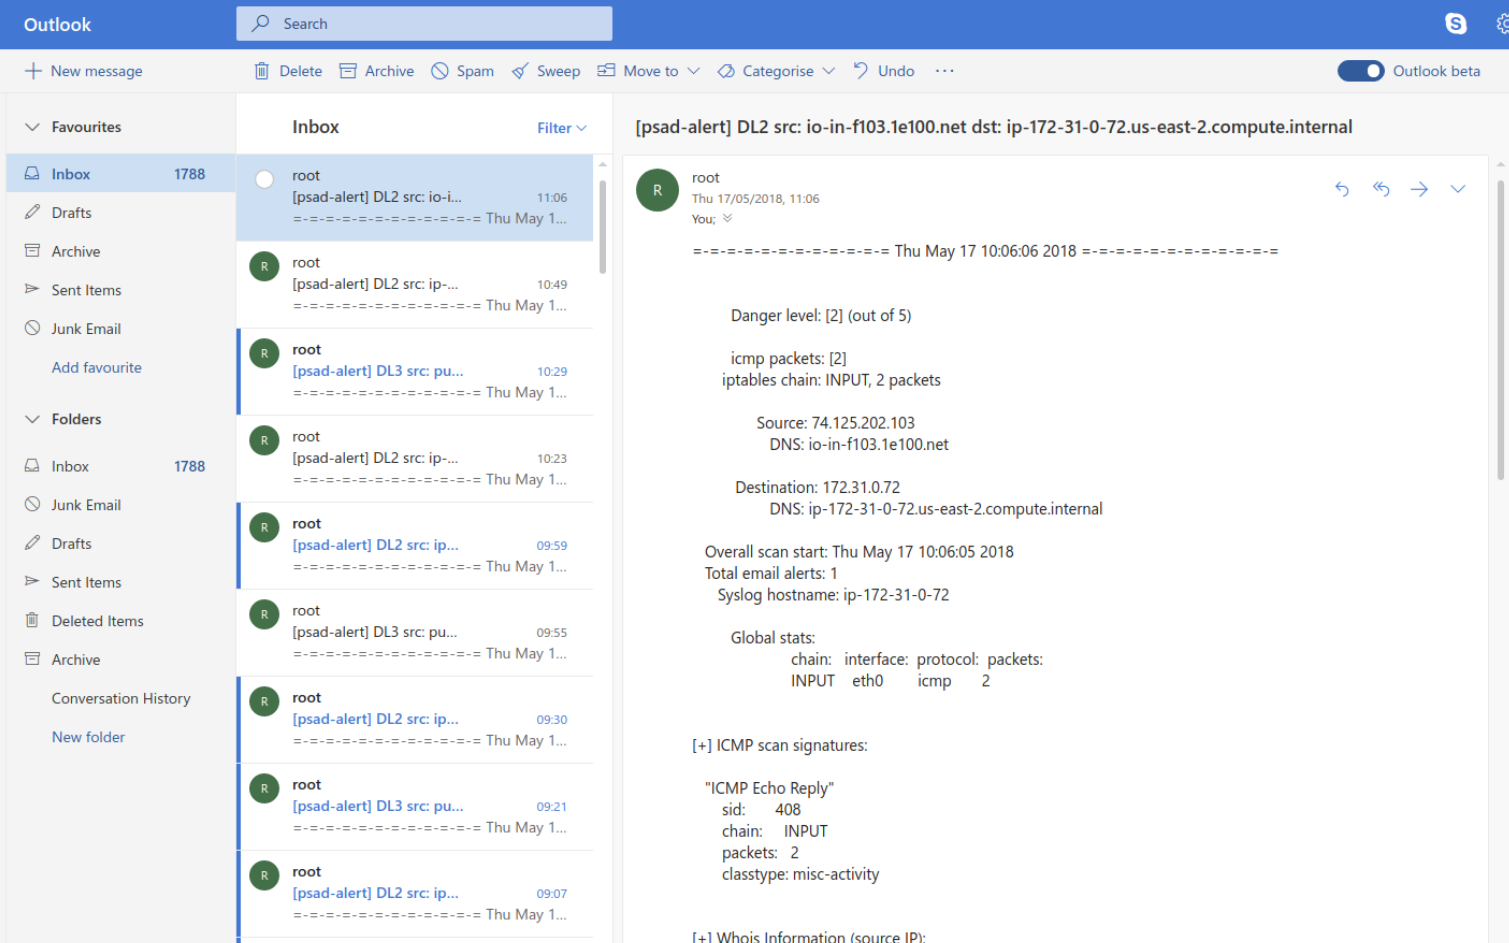 Outlook
Search
New message
Delete
Archive
Spam
Sweep
Move to
Categorise
Undo
Outlook beta
Favourites
Inbox 1788
Drafts
Archive
Sent Items
Junk Email
Add favourite
Folders
Inbox 1788
Junk Email
Drafts
Sent Items
Deleted Items
Archive
Conversation History
New folder
Inbox
Filter
root
[psad-alert] DL2 src: io-i... 11:06
=-=-=-=-=-=-=-=-=-=-=-= Thu May 1...
R
root
[psad-alert] DL2 src: ip-... 10:49
=-=-=-=-=-=-=-=-=-=-=-= Thu May 1...
R
root
[psad-alert] DL3 src: pu... 10:29
=-=-=-=-=-=-=-=-=-=-=-= Thu May 1...
R
root
[psad-alert] DL2 src: ip-... 10:23
=-=-=-=-=-=-=-=-=-=-=-= Thu May 1...
R
root
[psad-alert] DL2 src: ip... 09:59
=-=-=-=-=-=-=-=-=-=-=-= Thu May 1...
R
root
[psad-alert] DL3 src: pu... 09:55
=-=-=-=-=-=-=-=-=-=-=-= Thu May 1...
R
root
[psad-alert] DL2 src: ip... 09:30
=-=-=-=-=-=-=-=-=-=-=-= Thu May 1...
R
root
[psad-alert] DL3 src: pu... 09:21
=-=-=-=-=-=-=-=-=-=-=-= Thu May 1...
R
root
[psad-alert] DL2 src: ip... 09:07
=-=-=-=-=-=-=-=-=-=-=-= Thu May 1...
[psad-alert] DL2 src: io-in-f103.1e100.net dst: ip-172-31-0-72.us-east-2.compute.internal
R
root
Thu 17/05/2018, 11:06
You;
=-=-=-=-=-=-=-=-=-=-=-= Thu May 17 10:06:06 2018 =-=-=-=-=-=-=-=-=-=-=-=
Danger level: [2] (out of 5)
icmp packets: [2]
iptables chain: INPUT, 2 packets
Source: 74.125.202.103
DNS: io-in-f103.1e100.net
Destination: 172.31.0.72
DNS: ip-172-31-0-72.us-east-2.compute.internal
Overall scan start: Thu May 17 10:06:05 2018
Total email alerts: 1
Syslog hostname: ip-172-31-0-72
Global stats:
chain: interface: protocol: packets:
INPUT eth0 icmp 2
[+] ICMP scan signatures:
"ICMP Echo Reply"
sid: 408
chain: INPUT
packets: 2
classtype: misc-activity
[+] Whois Information (source IP):